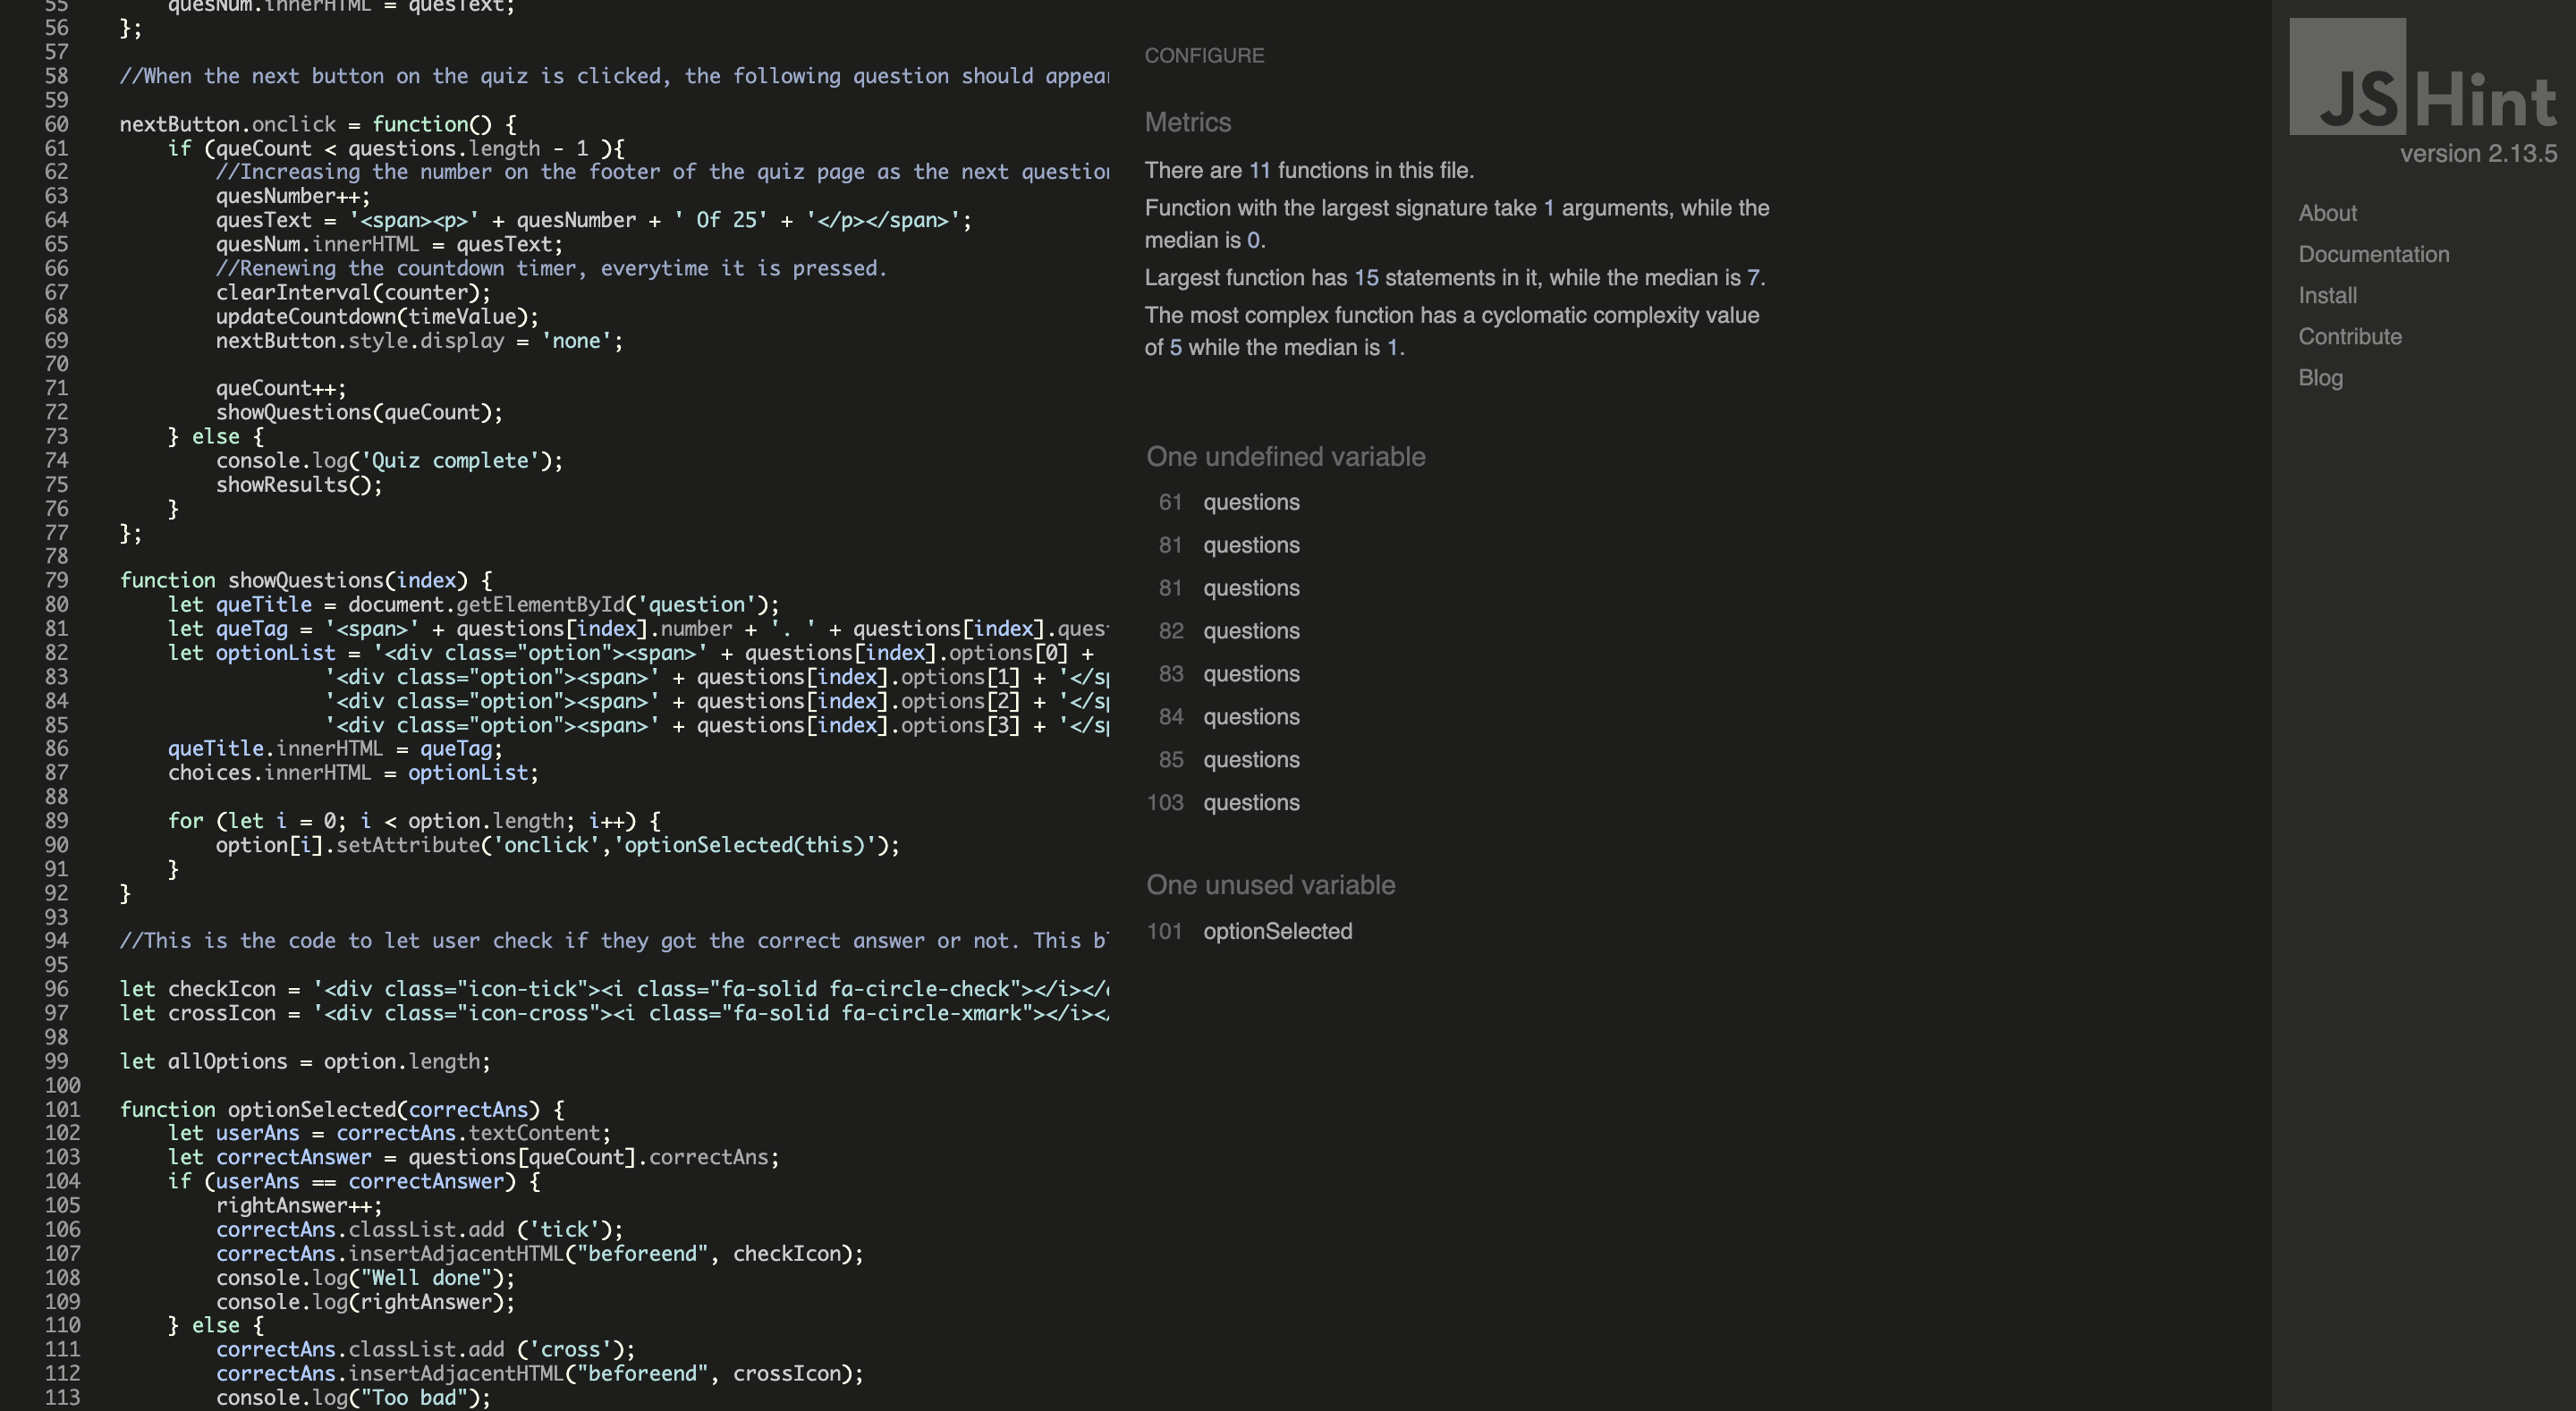 55 quesNum.innerHTML = quesText;
56 };
57
58 //When the next button on the quiz is clicked, the following question should appear
59
60 nextButton.onclick = function() {
61 if (queCount < questions.length - 1 ){
62 //Increasing the number on the footer of the quiz page as the next question
63 quesNumber++;
64 quesText = '<span><p>' + quesNumber + ' Of 25' + '</p></span>';
65 quesNum.innerHTML = quesText;
66 //Renewing the countdown timer, everytime it is pressed.
67 clearInterval(counter);
68 updateCountdown(timeValue);
69 nextButton.style.display = 'none';
70
71 queCount++;
72 showQuestions(queCount);
73 } else {
74 console.log('Quiz complete');
75 showResults();
76 }
77 };
78
79 function showQuestions(index) {
80 let queTitle = document.getElementById('question');
81 let queTag = '<span>' + questions[index].number + '. ' + questions[index].ques
82 let optionList = '<div class="option"><span>' + questions[index].options[0] +
83 '<div class="option"><span>' + questions[index].options[1] + '</sp
84 '<div class="option"><span>' + questions[index].options[2] + '</sp
85 '<div class="option"><span>' + questions[index].options[3] + '</sp
86 queTitle.innerHTML = queTag;
87 choices.innerHTML = optionList;
88
89 for (let i = 0; i < option.length; i++) {
90 option[i].setAttribute('onclick','optionSelected(this)');
91 }
92 }
93
94 //This is the code to let user check if they got the correct answer or not. This
95
96 let checkIcon = '<div class="icon-tick"><i class="fa-solid fa-circle-check"></i></
97 let crossIcon = '<div class="icon-cross"><i class="fa-solid fa-circle-xmark"></i><
98
99 let allOptions = option.length;
100
101 function optionSelected(correctAns) {
102 let userAns = correctAns.textContent;
103 let correctAnswer = questions[queCount].correctAns;
104 if (userAns == correctAnswer) {
105 rightAnswer++;
106 correctAns.classList.add ('tick');
107 correctAns.insertAdjacentHTML("beforeend", checkIcon);
108 console.log("Well done");
109 console.log(rightAnswer);
110 } else {
111 correctAns.classList.add ('cross');
112 correctAns.insertAdjacentHTML("beforeend", crossIcon);
113 console.log("Too bad");
CONFIGURE
Metrics
There are 11 functions in this file.
Function with the largest signature take 1 arguments, while the
median is 0.
Largest function has 15 statements in it, while the median is 7.
The most complex function has a cyclomatic complexity value
of 5 while the median is 1.
One undefined variable
61 questions
81 questions
81 questions
82 questions
83 questions
84 questions
85 questions
103 questions
One unused variable
101 optionSelected
JSHint
version 2.13.5
About
Documentation
Install
Contribute
Blog